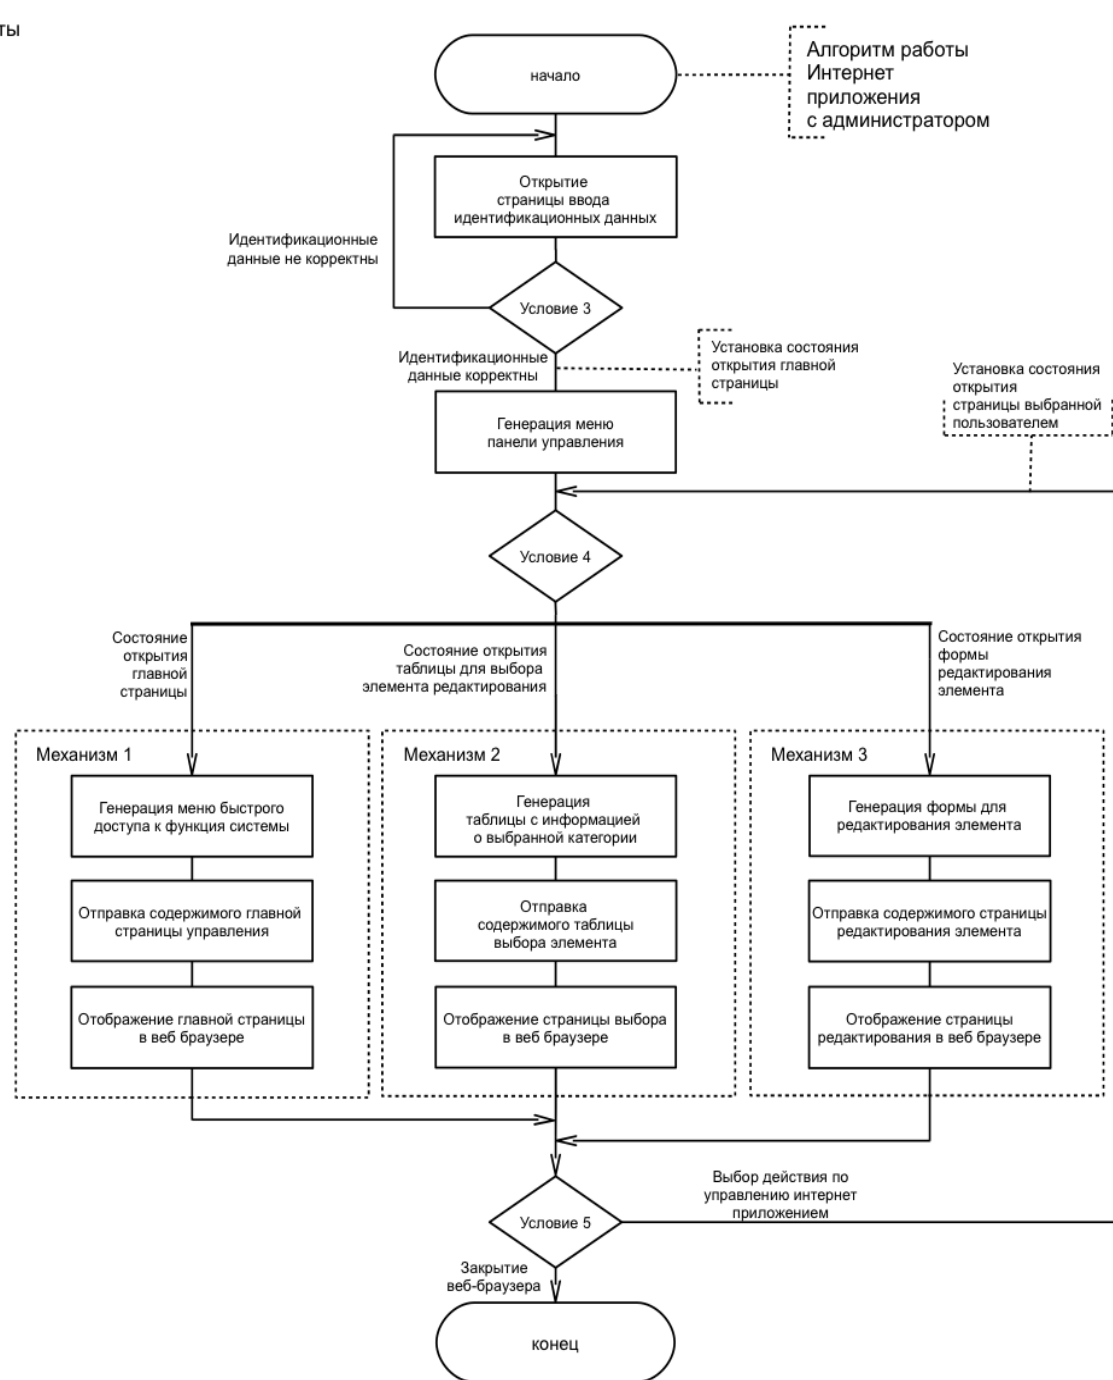 ты
начало
Алгоритм работы
Интернет
приложения
с администратором
Открытие
страницы ввода
идентификационных данных
Идентификационные
данные не корректны
Условие 3
Идентификационные
данные корректны
Установка состояния
открытия главной
страницы
Установка состояния
открытия
страницы выбранной
пользователем
Генерация меню
панели управления
Условие 4
Состояние
открытия
главной
страницы
Состояние открытия
таблицы для выбора
элемента редактирования
Состояние открытия
формы
редактирования
элемента
Механизм 1
Генерация меню быстрого
доступа к функция системы
Отправка содержимого главной
страницы управления
Отображение главной страницы
в веб браузере
Механизм 2
Генерация
таблицы с информацией
о выбранной категории
Отправка
содержимого таблицы
выбора элемента
Отображение страницы выбора
в веб браузере
Механизм 3
Генерация формы для
редактирования элемента
Отправка содержимого страницы
редактирования элемента
Отображение страницы
редактирования в веб браузере
Условие 5
Выбор действия по
управлению интернет
приложением
Закрытие
веб-браузера
конец